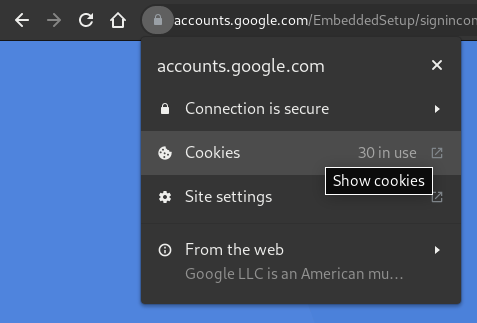 accounts.google.com/EmbeddedSetup/signincon
accounts.google.com
Connection is secure
Cookies 30 in use
Show cookies
Site settings
From the web
Google LLC is an American mu...